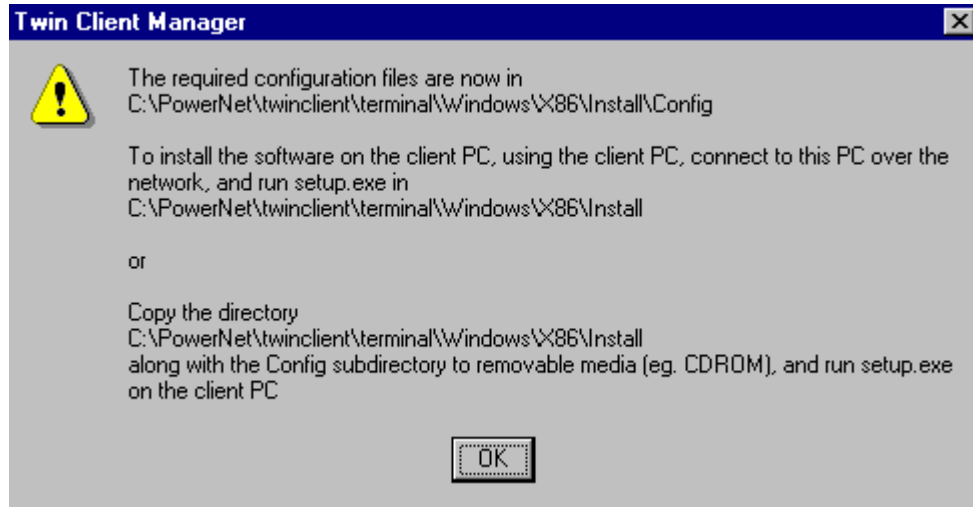 Twin Client Manager
The required configuration files are now in
C:\PowerNet\twinclient\terminal\Windows\X86\Install\Config
To install the software on the client PC, using the client PC, connect to this PC over the
network, and run setup.exe in
C:\PowerNet\twinclient\terminal\Windows\X86\Install
or
Copy the directory
C:\PowerNet\twinclient\terminal\Windows\X86\Install
along with the Config subdirectory to removable media (eg. CDROM), and run setup.exe
on the client PC
OK